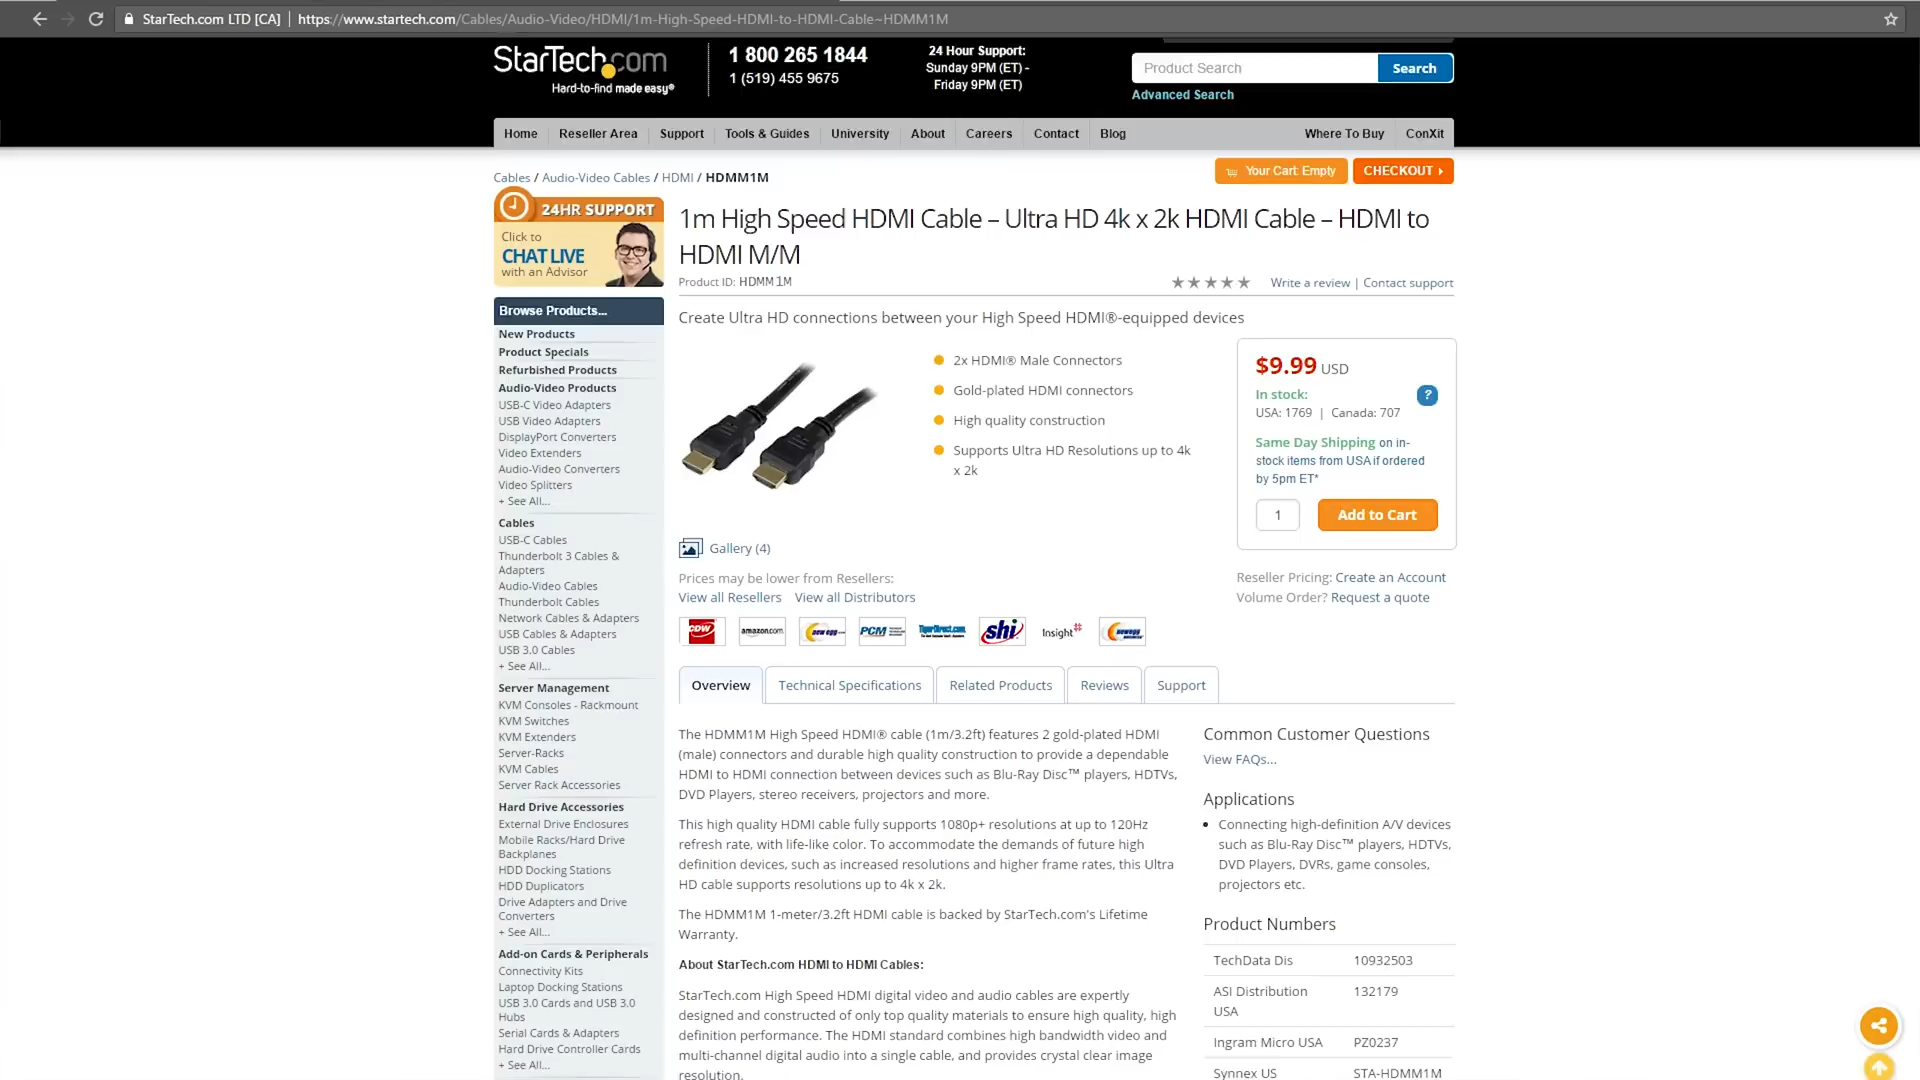 StarTech.com LTD [CA] | https://www.startech.com/Cables/Audio-Video/HDMI/1m-High-Speed-HDMI-to-HDMI-Cable~HDMM1M
StarTech.com
Hard-to-find made easy®
1 800 265 1844
1 (519) 455 9675
24 Hour Support:
Sunday 9PM (ET) -
Friday 9PM (ET)
Product Search
Search
Advanced Search
Home
Reseller Area
Support
Tools & Guides
University
About
Careers
Contact
Blog
Where To Buy
ConXit
Cables / Audio-Video Cables / HDMI / HDMM1M
Your Cart: Empty
CHECKOUT
24HR SUPPORT
Click to
CHAT LIVE
with an Advisor
1m High Speed HDMI Cable – Ultra HD 4k x 2k HDMI Cable – HDMI to
HDMI M/M
Product ID: HDMM1M
Write a review | Contact support
Browse Products...
New Products
Product Specials
Refurbished Products
Audio-Video Products
USB-C Video Adapters
USB Video Adapters
DisplayPort Converters
Video Extenders
Audio-Video Converters
Video Splitters
+ See All...
Cables
USB-C Cables
Thunderbolt 3 Cables &
Adapters
Audio-Video Cables
Thunderbolt Cables
Network Cables & Adapters
USB Cables & Adapters
USB 3.0 Cables
+ See All...
Server Management
KVM Consoles - Rackmount
KVM Switches
KVM Extenders
Server-Racks
KVM Cables
Server Rack Accessories
Hard Drive Accessories
External Drive Enclosures
Mobile Racks/Hard Drive
Backplanes
HDD Docking Stations
HDD Duplicators
Drive Adapters and Drive
Converters
+ See All...
Add-on Cards & Peripherals
Connectivity Kits
Laptop Docking Stations
USB 3.0 Cards and USB 3.0
Hubs
Serial Cards & Adapters
Hard Drive Controller Cards
+ See All...
Create Ultra HD connections between your High Speed HDMI®-equipped devices
2x HDMI® Male Connectors
Gold-plated HDMI connectors
High quality construction
Supports Ultra HD Resolutions up to 4k
x 2k
$9.99 USD
In stock:
?
USA: 1769 | Canada: 707
Same Day Shipping on in-
stock items from USA if ordered
by 5pm ET*
1
Add to Cart
Gallery (4)
Prices may be lower from Resellers:
View all Resellers
View all Distributors
Reseller Pricing: Create an Account
Volume Order? Request a quote
CDW
amazon.com
newegg.com
PCM
TigerDirect.com
shi
Insight
newegg
Overview
Technical Specifications
Related Products
Reviews
Support
The HDMM1M High Speed HDMI® cable (1m/3.2ft) features 2 gold-plated HDMI
(male) connectors and durable high quality construction to provide a dependable
HDMI to HDMI connection between devices such as Blu-Ray Disc™ players, HDTVs,
DVD Players, stereo receivers, projectors and more.
This high quality HDMI cable fully supports 1080p+ resolutions at up to 120Hz
refresh rate, with life-like color. To accommodate the demands of future high
definition devices, such as increased resolutions and higher frame rates, this Ultra
HD cable supports resolutions up to 4k x 2k.
The HDMM1M 1-meter/3.2ft HDMI cable is backed by StarTech.com's Lifetime
Warranty.
About StarTech.com HDMI to HDMI Cables:
StarTech.com High Speed HDMI digital video and audio cables are expertly
designed and constructed of only top quality materials to ensure high quality, high
definition performance. The HDMI standard combines high bandwidth video and
multi-channel digital audio into a single cable, and provides crystal clear image
resolution.
Common Customer Questions
View FAQs...
Applications
Connecting high-definition A/V devices
such as Blu-Ray Disc™ players, HDTVs,
DVD Players, DVRs, game consoles,
projectors etc.
Product Numbers
TechData Dis 10932503
ASI Distribution 132179
USA
Ingram Micro USA PZ0237
Synnex US STA-HDMM1M